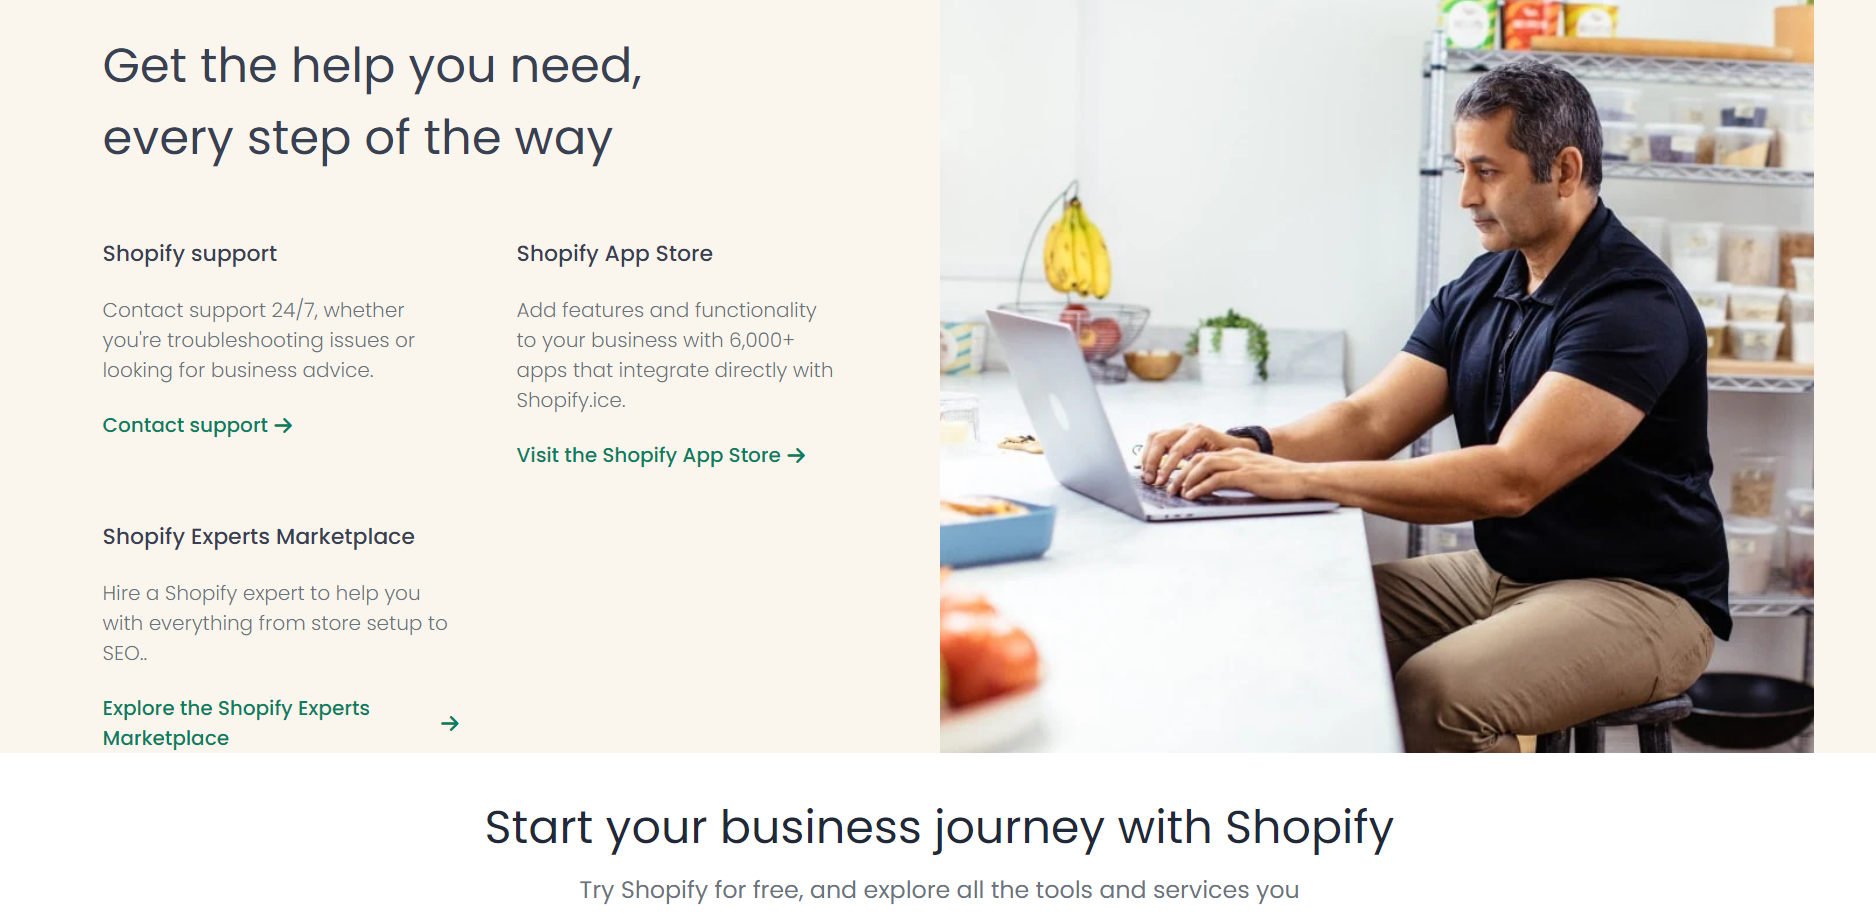 Get the help you need,
every step of the way
Shopify support
Contact support 24/7, whether
you're troubleshooting issues or
looking for business advice.
Contact support →
Shopify App Store
Add features and functionality
to your business with 6,000+
apps that integrate directly with
Shopify.ice.
Visit the Shopify App Store →
Shopify Experts Marketplace
Hire a Shopify expert to help you
with everything from store setup to
SEO..
Explore the Shopify Experts
Marketplace →
Start your business journey with Shopify
Try Shopify for free, and explore all the tools and services you